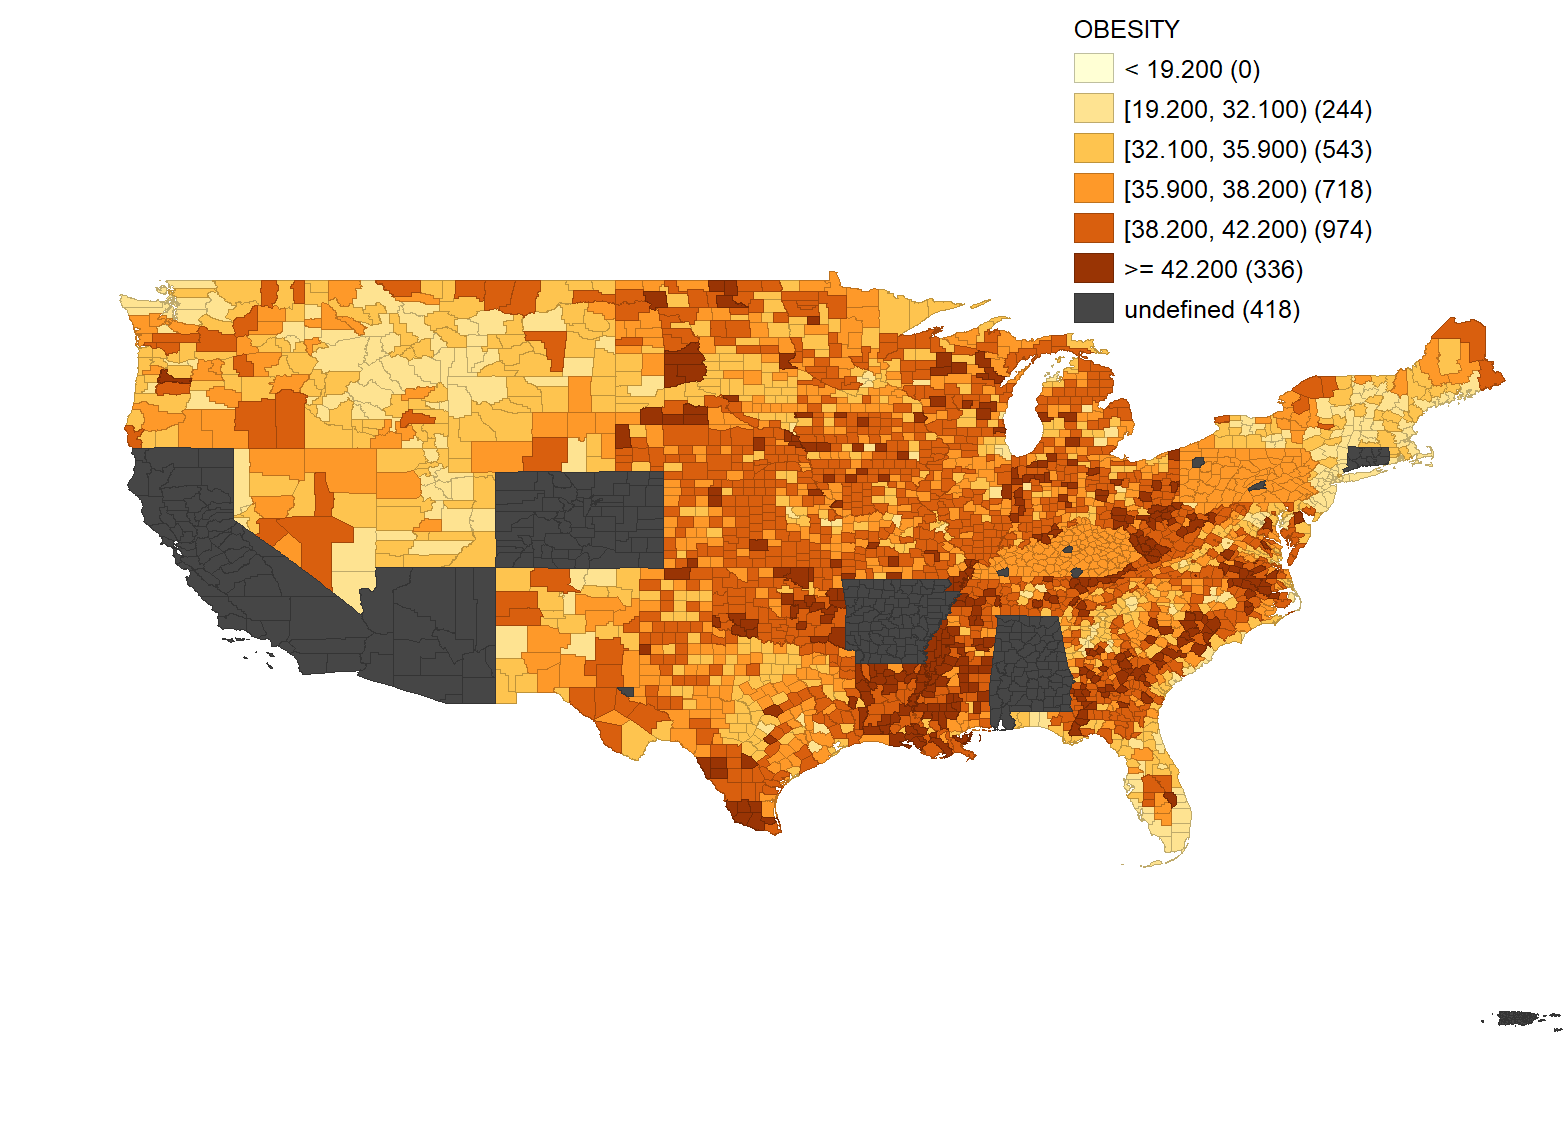 OBESITY
< 19.200 (0)
[19.200, 32.100) (244)
[32.100, 35.900) (543)
[35.900, 38.200) (718)
[38.200, 42.200) (974)
>= 42.200 (336)
undefined (418)